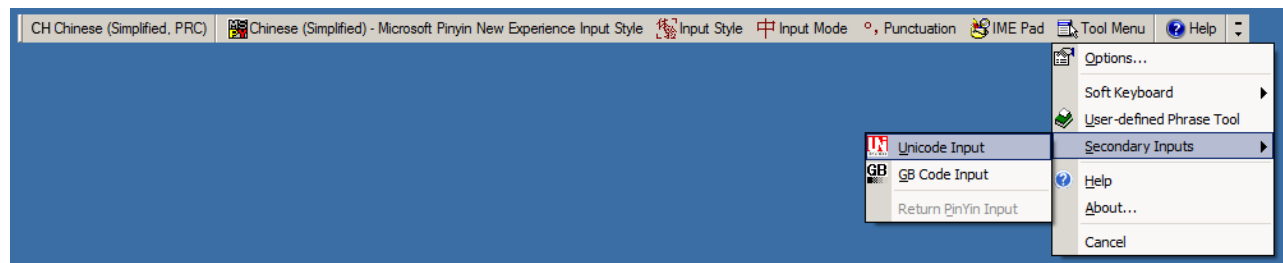 CH Chinese (Simplified, PRC) Chinese (Simplified) - Microsoft Pinyin New Experience Input Style Input Style 中 Input Mode °, Punctuation IME Pad Tool Menu Help
Options...
Soft Keyboard
User-defined Phrase Tool
Secondary Inputs
Help
About...
Cancel
Unicode Input
GB GB Code Input
Return PinYin Input